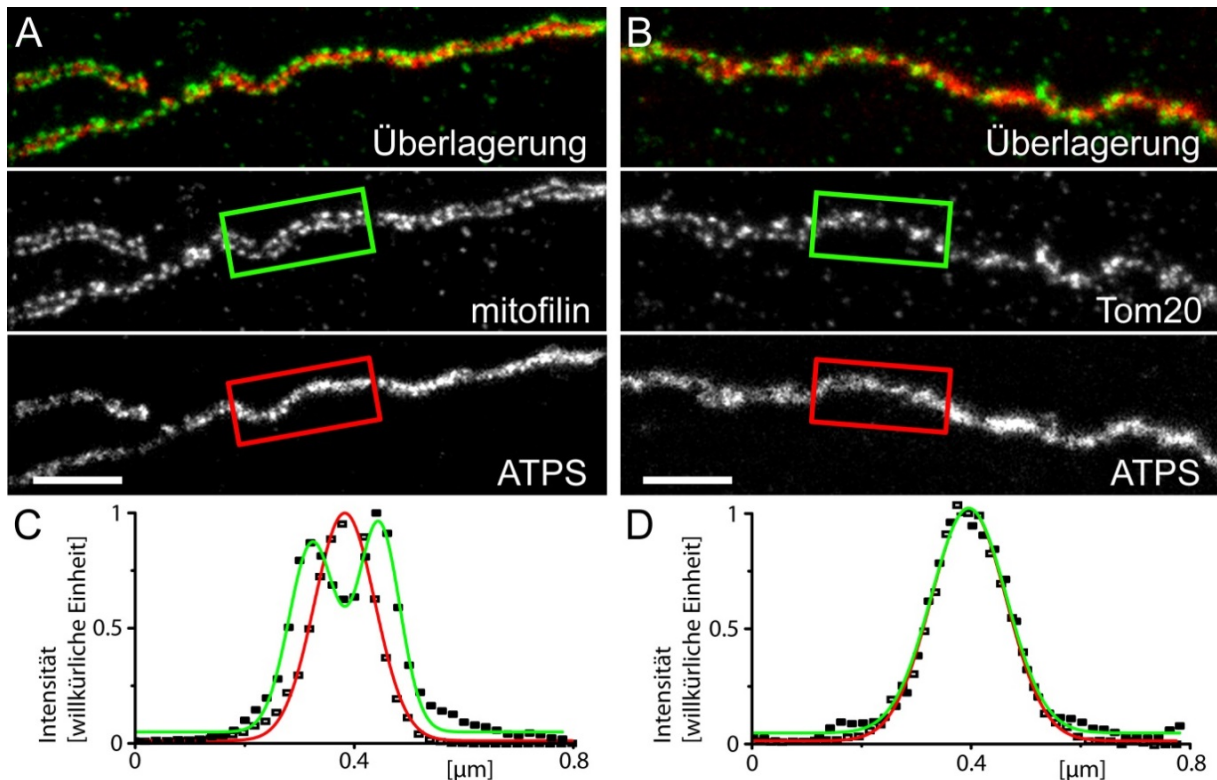 A
Überlagerung
mitofilin
ATPS
B
Überlagerung
Tom20
ATPS
C
Intensität
[willkürliche Einheit]
1
0.5
0
0
0.4
[µm]
0.8
D
Intensität
[willkürliche Einheit]
1
0.5
0
0
0.4
[µm]
0.8